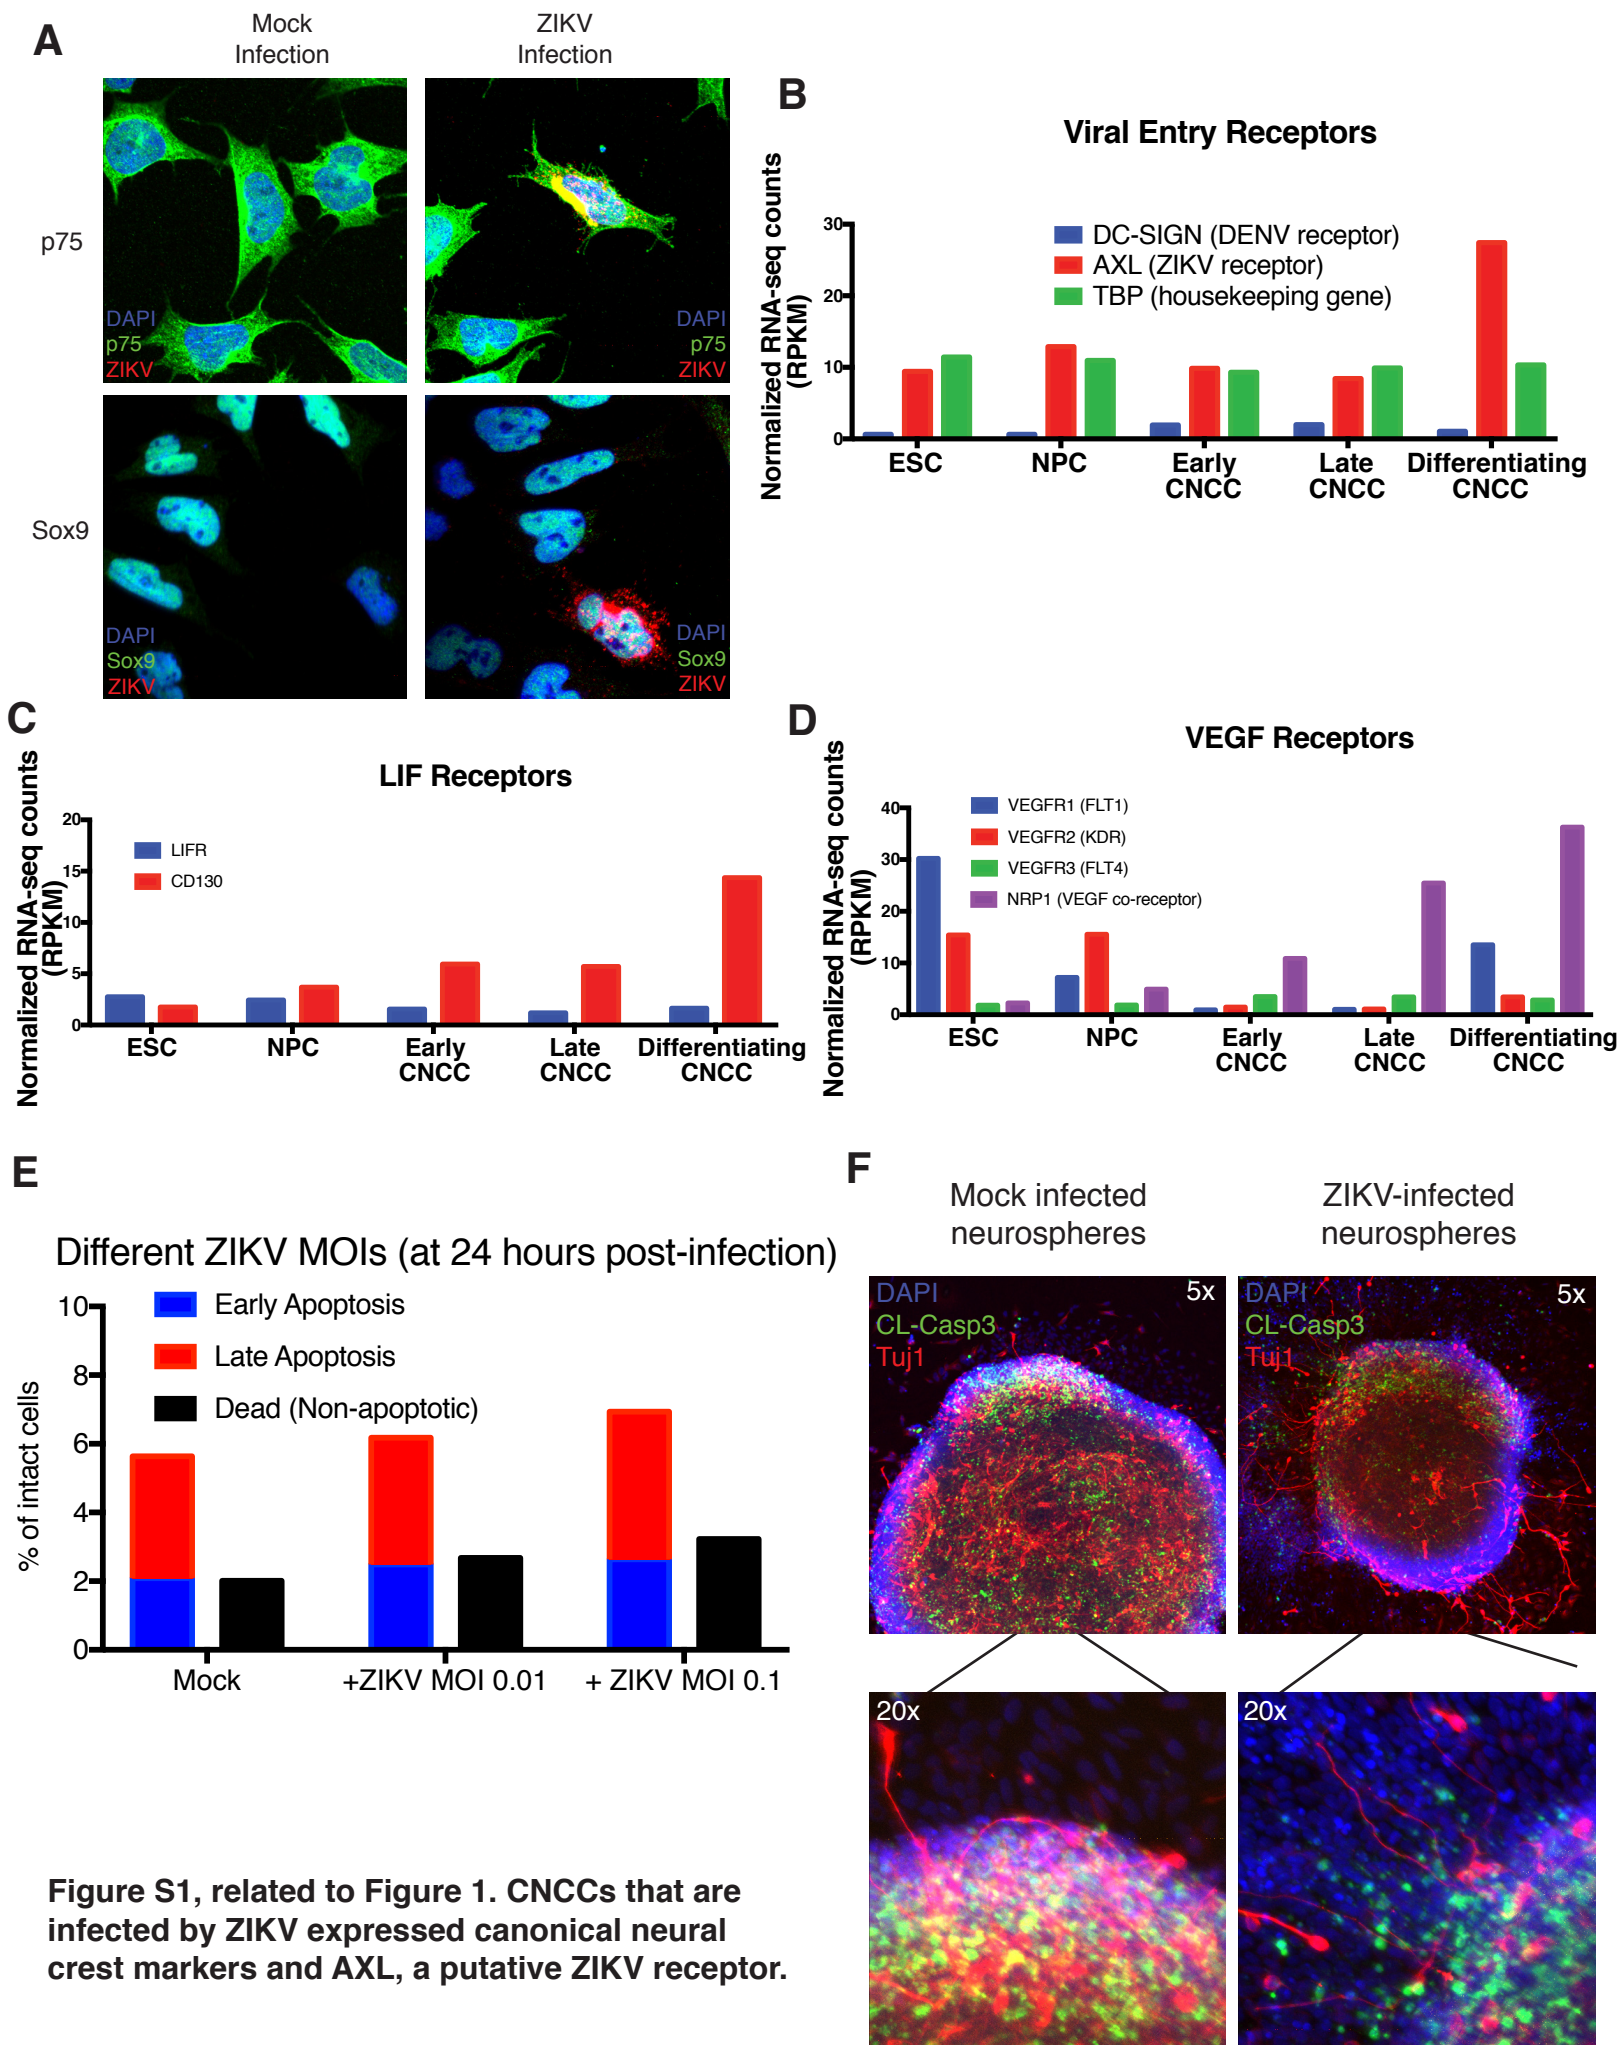 A
Mock
Infection
ZIKV
Infection
p75
DAPI
p75
ZIKV
DAPI
p75
ZIKV
Sox9
DAPI
Sox9
ZIKV
DAPI
Sox9
ZIKV
B
Viral Entry Receptors
Normalized RNA-seq counts
(RPKM)
30
20
10
0
DC-SIGN (DENV receptor)
AXL (ZIKV receptor)
TBP (housekeeping gene)
ESC
NPC
Early
CNCC
Late
CNCC
Differentiating
CNCC
C
LIF Receptors
Normalized RNA-seq counts
(RPKM)
20
15
10
5
0
LIFR
CD130
ESC
NPC
Early
CNCC
Late
CNCC
Differentiating
CNCC
D
VEGF Receptors
Normalized RNA-seq counts
(RPKM)
40
30
20
10
0
VEGFR1 (FLT1)
VEGFR2 (KDR)
VEGFR3 (FLT4)
NRP1 (VEGF co-receptor)
ESC
NPC
Early
CNCC
Late
CNCC
Differentiating
CNCC
E
Different ZIKV MOIs (at 24 hours post-infection)
% of intact cells
10
8
6
4
2
0
Early Apoptosis
Late Apoptosis
Dead (Non-apoptotic)
Mock
+ZIKV MOI 0.01
+ ZIKV MOI 0.1
F
Mock infected
neurospheres
ZIKV-infected
neurospheres
DAPI
CL-Casp3
Tuj1
5x
DAPI
CL-Casp3
Tuj1
5x
20x
20x
Figure S1, related to Figure 1. CNCCs that are
infected by ZIKV expressed canonical neural
crest markers and AXL, a putative ZIKV receptor.